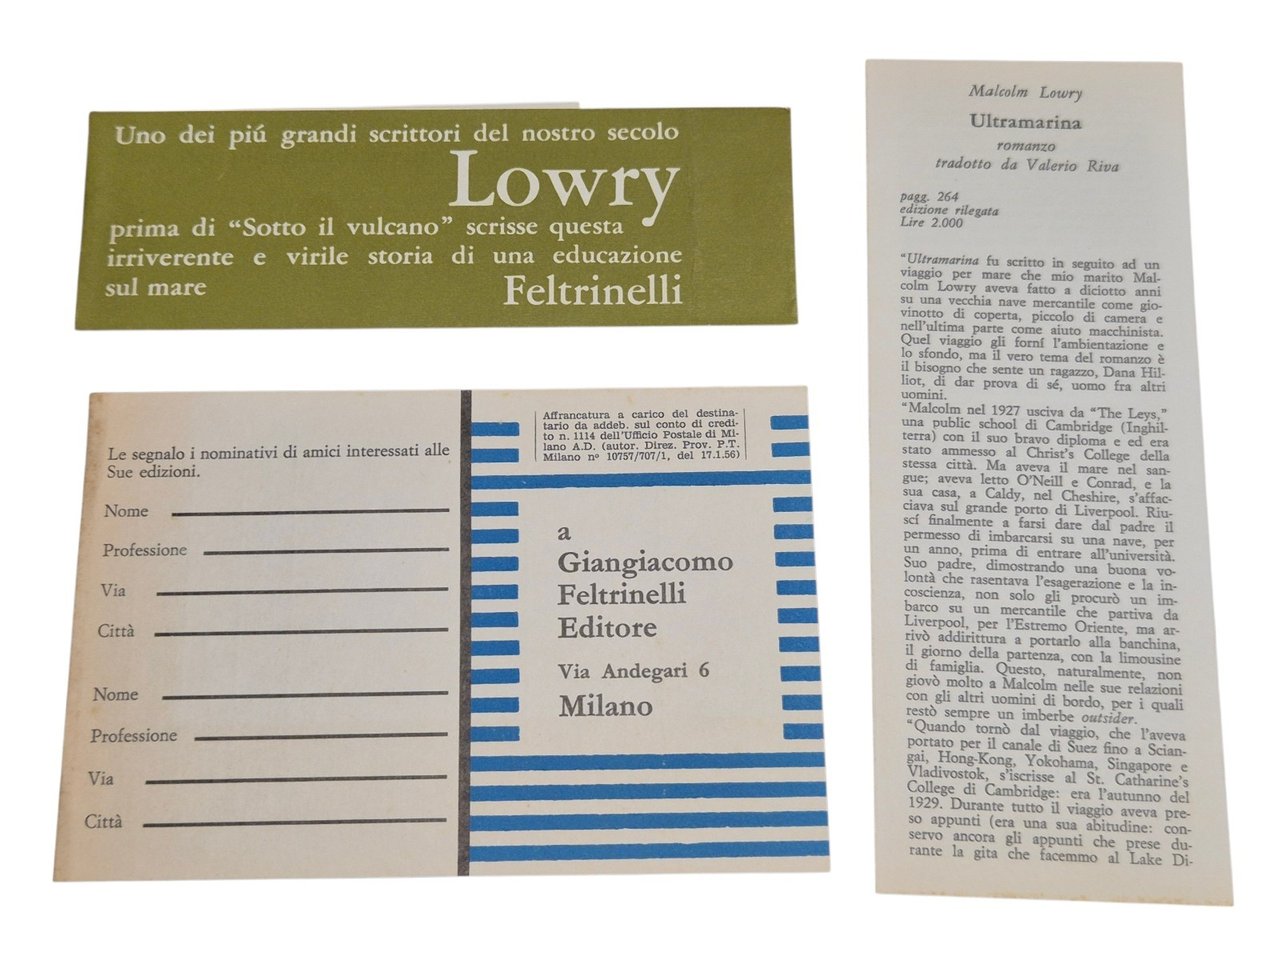 Uno dei piú grandi scrittori del nostro secolo
Lowry
prima di “Sotto il vulcano” scrisse questa
irriverente e virile storia di una educazione
sul mare
Feltrinelli
Le segnalo i nominativi di amici interessati alle
Sue edizioni.
Nome
Professione
Via
Città
Nome
Professione
Via
Città
Affrancatura a carico del destina-
tario da addeb. sul conto di credi-
to n. 1114 dell'Ufficio Postale di Mi-
lano A.D. (autor. Direz. Prov. P.T.
Milano nº 10757/707/1, del 17.1.56)
a
Giangiacomo
Feltrinelli
Editore
Via Andegari 6
Milano
Malcolm Lowry
Ultramarina
romanzo
tradotto da Valerio Riva
pagg. 264
edizione rilegata
Lire 2.000
“Ultramarina fu scritto in seguito ad un
viaggio per mare che mio marito Mal-
colm Lowry aveva fatto a diciotto anni
su una vecchia nave mercantile come gio-
vinotto di coperta, piccolo di camera e
nell'ultima parte come aiuto macchinista.
Quel viaggio gli forní l'ambientazione e
lo sfondo, ma il vero tema del romanzo è
il bisogno che sente un ragazzo, Dana Hil-
liot, di dar prova di sé, uomo fra altri
uomini.
“Malcolm nel 1927 usciva da “The Leys,”
una public school di Cambridge (Inghil-
terra) con il suo bravo diploma e ed era
stato ammesso al Christ's College della
stessa città. Ma aveva il mare nel san-
gue; aveva letto O'Neill e Conrad, e la
sua casa, a Caldy, nel Cheshire, s'affac-
ciava sul grande porto di Liverpool. Riu-
scí finalmente a farsi dare dal padre il
permesso di imbarcarsi su una nave, per
un anno, prima di entrare all'università.
Suo padre, dimostrando una buona vo-
lontà che rasentava l'esagerazione e la in-
coscienza, non solo gli procurò un im-
barco su un mercantile che partiva da
Liverpool, per l'Estremo Oriente, ma ar-
rivò addirittura a portarlo alla banchina,
il giorno della partenza, con la limousine
di famiglia. Questo, naturalmente, non
giovò molto a Malcolm nelle sue relazioni
con gli altri uomini di bordo, per i quali
restò sempre un imberbe outsider.
“Quando tornò dal viaggio, che l'aveva
portato per il canale di Suez fino a Scian-
gai, Hong-Kong, Yokohama, Singapore e
Vladivostok, s'iscrisse al St. Catharine's
College di Cambridge: era l'autunno del
1929. Durante tutto il viaggio aveva pre-
so appunti (era una sua abitudine: con-
servo ancora gli appunti che prese du-
rante la gita che facemmo al Lake Di-